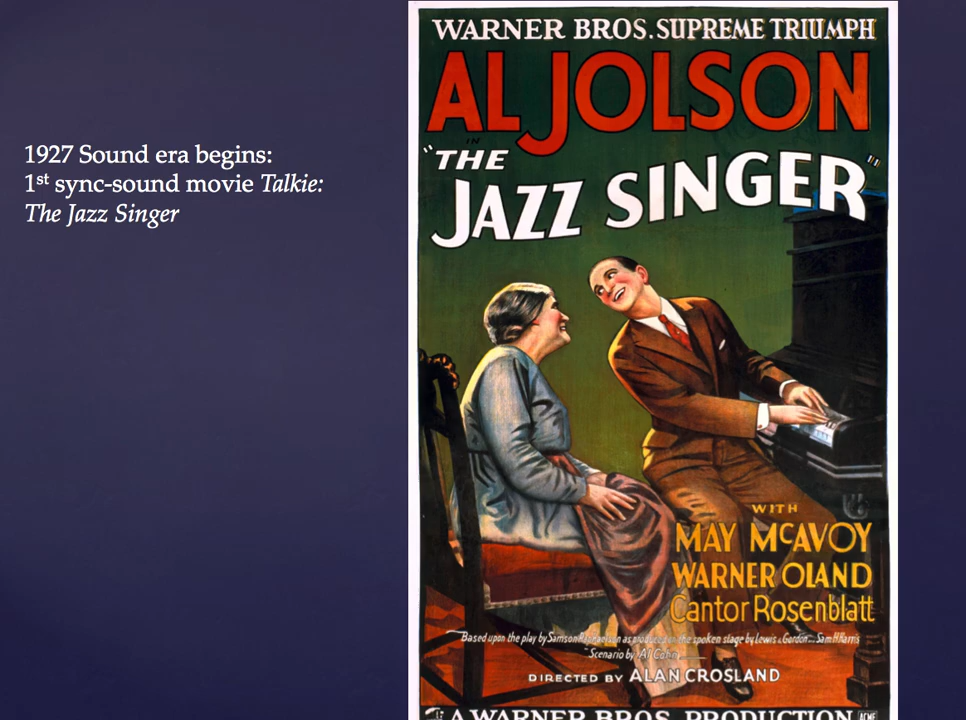 1927 Sound era begins:
1st sync-sound movie Talkie:
The Jazz Singer
WARNER BROS. SUPREME TRIUMPH
AL JOLSON
IN
"THE
JAZZ SINGER"
WITH
MAY McAVOY
WARNER OLAND
Cantor Rosenblatt
Based upon the play by Samson Raphaelson as produced on the spoken stage by Lewis & Gordon and Sam H. Harris
Scenario by Al Cohn
DIRECTED BY ALAN CROSLAND
A WARNER BROS. PRODUCTION